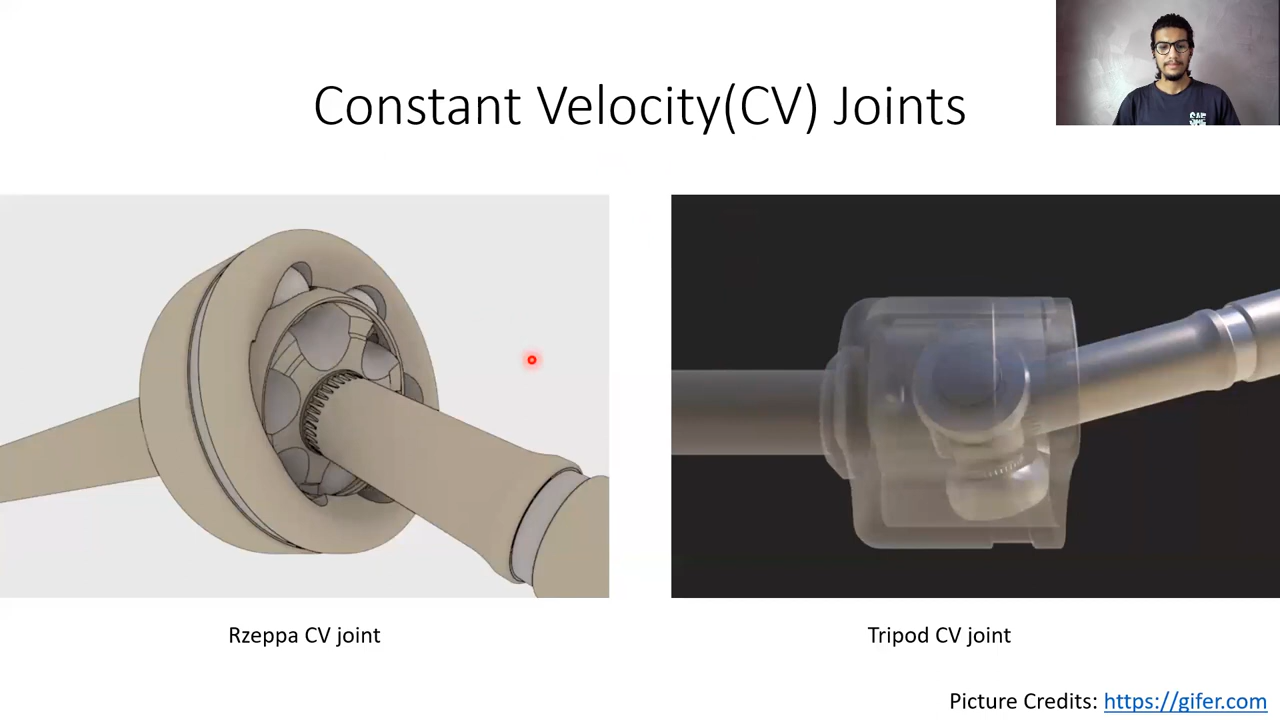 Constant Velocity(CV) Joints
Rzeppa CV joint
Tripod CV joint
Picture Credits: https://gifer.com